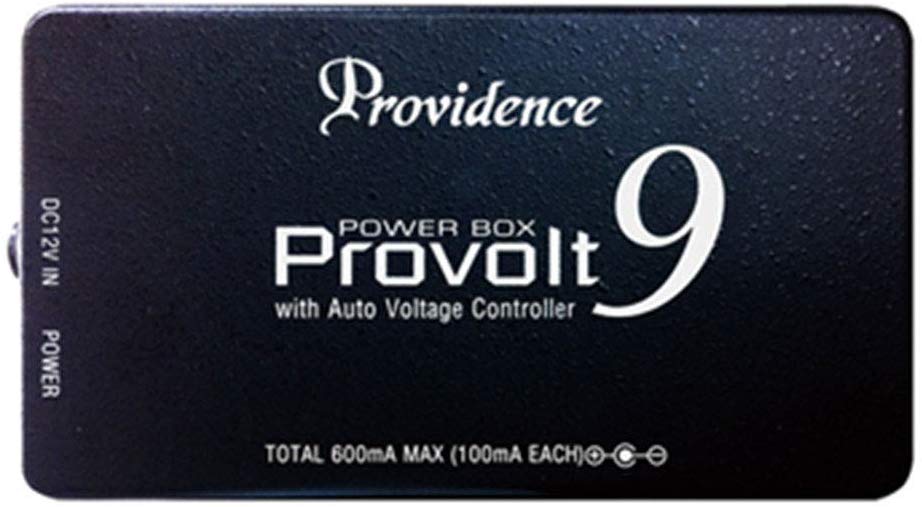 Providence
POWER BOX
Provolt 9
with Auto Voltage Controller
DC12V IN
POWER
TOTAL 600mA MAX (100mA EACH)